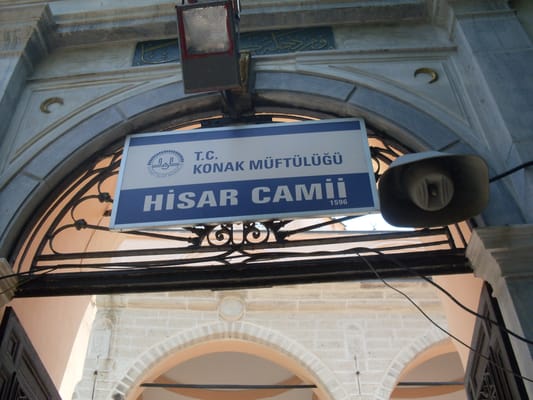 T.C.
KONAK MÜFTÜLÜĞÜ
HİSAR CAMİİ
1596